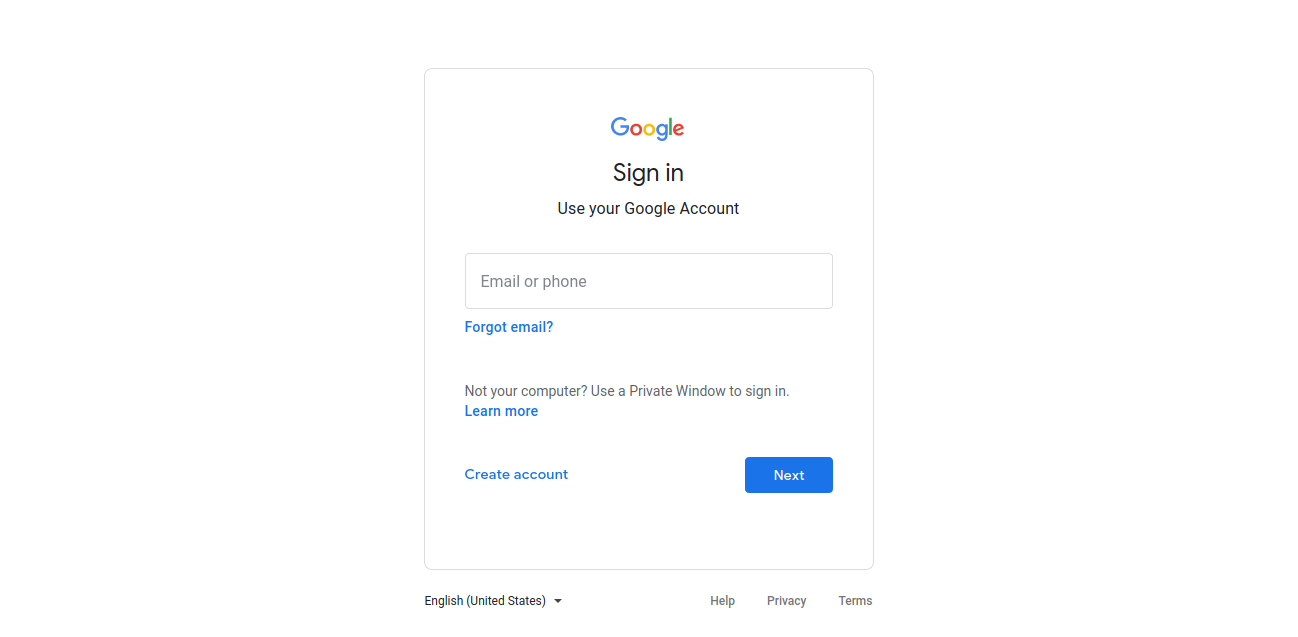 Google
Sign in
Use your Google Account
Email or phone
Forgot email?
Not your computer? Use a Private Window to sign in.
Learn more
Create account
Next
English (United States)
Help
Privacy
Terms